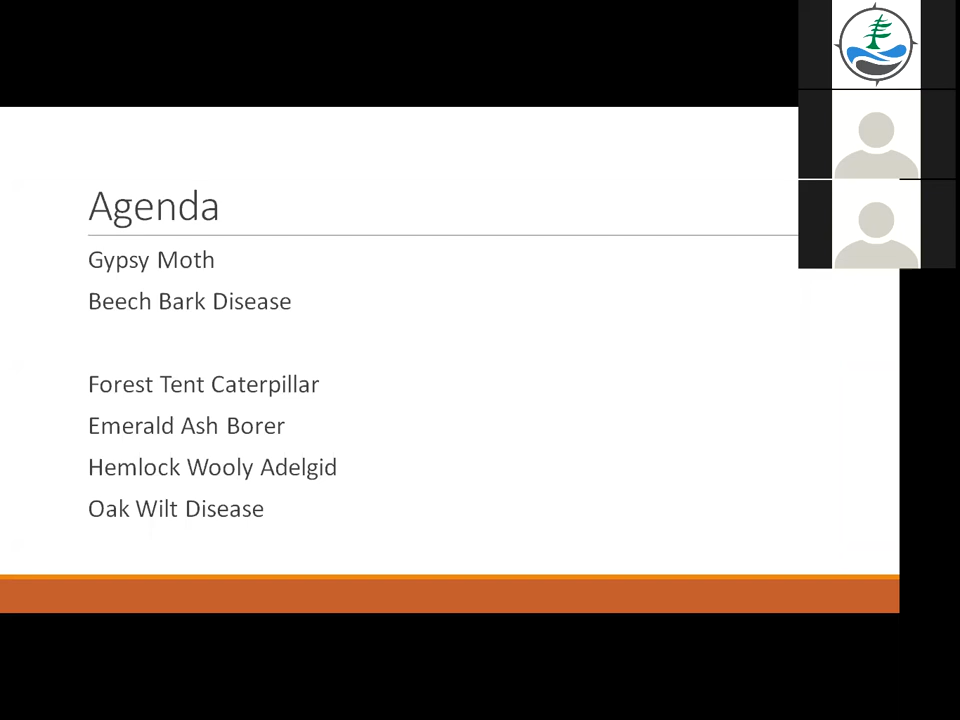 Agenda
Gypsy Moth
Beech Bark Disease
Forest Tent Caterpillar
Emerald Ash Borer
Hemlock Wooly Adelgid
Oak Wilt Disease